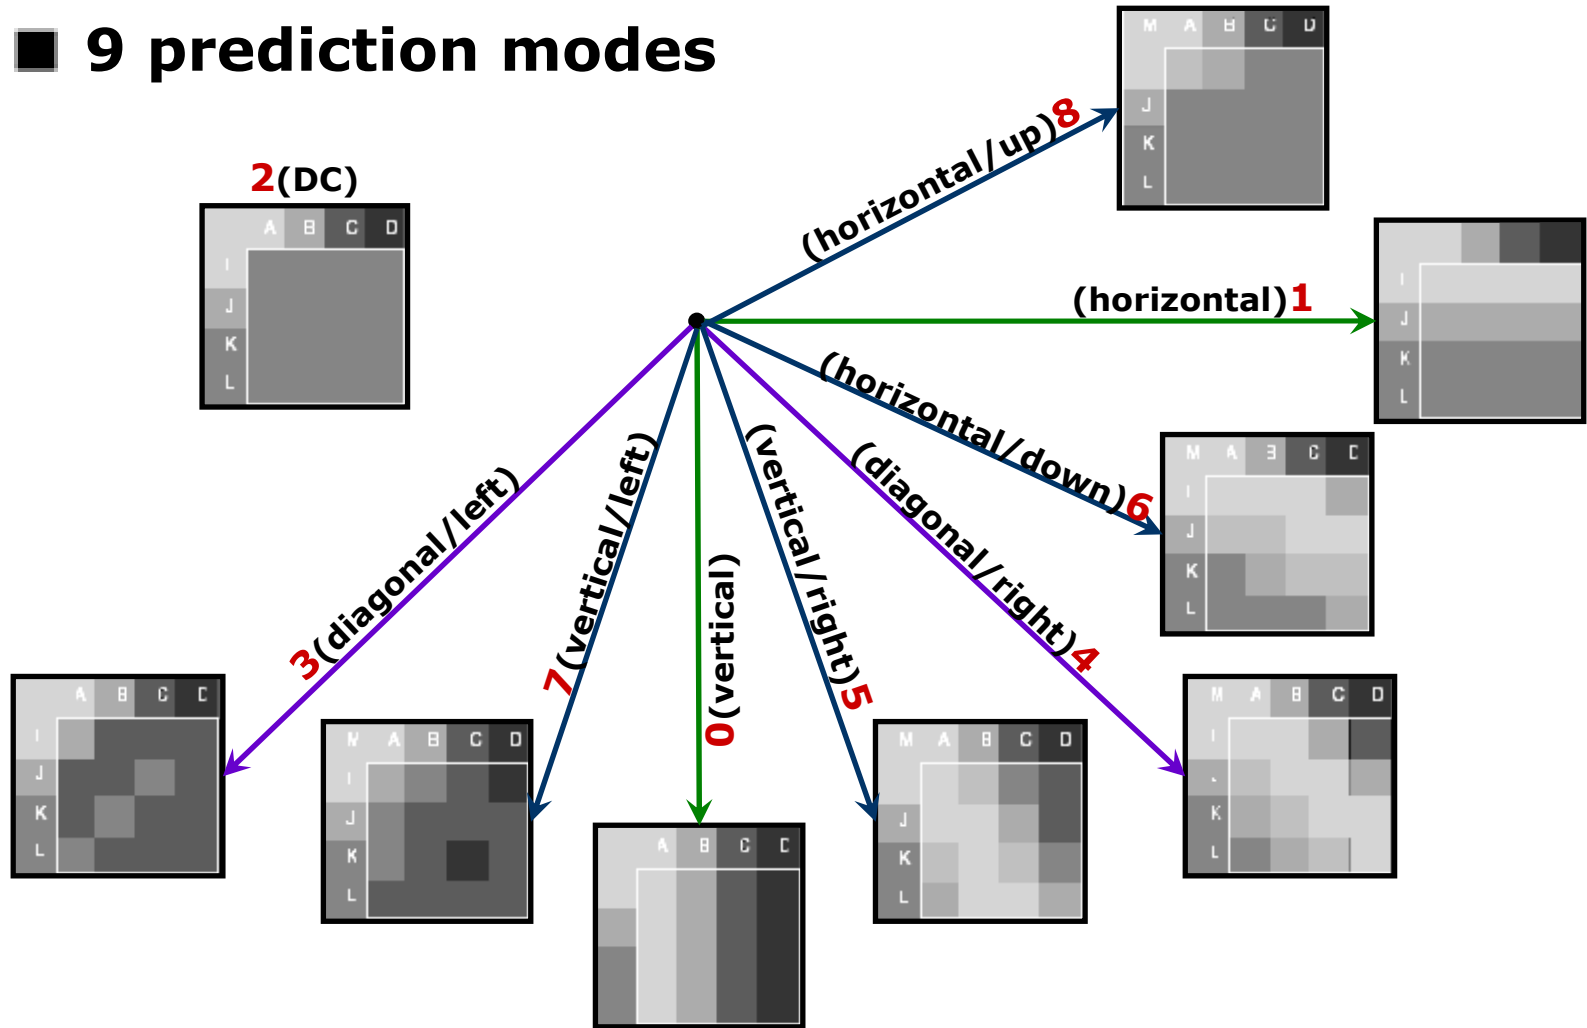 9 prediction modes
2(DC)
A B C D
I
J
K
L
(horizontal/up)8
M A B C D
J
K
L
(horizontal)1
I
J
K
L
(horizontal/down)6
M A B C D
I
J
K
L
(diagonal/right)4
M A B C D
I
K
L
(vertical/right)5
M A B C D
J
K
L
0(vertical)
A B C D
7(vertical/left)
M A B C D
I
J
K
L
3(diagonal/left)
A B C D
I
J
K
L